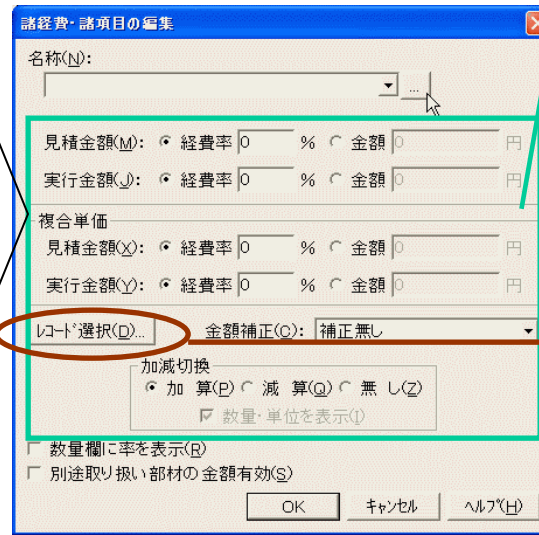 諸経費・諸項目の編集
名称(N):
...
見積金額(M): 経費率 0 % 金額 0 円
実行金額(J): 経費率 0 % 金額 0 円
複合単価
見積金額(X): 経費率 0 % 金額 0 円
実行金額(Y): 経費率 0 % 金額 0 円
ﾚｺｰﾄﾞ選択(D)... 金額補正(C): 補正無し
加減切換
加 算(P) 減 算(Q) 無 し(Z)
数量・単位を表示(I)
数量欄に率を表示(R)
別途取り扱い部材の金額有効(S)
OK ｷｬﾝｾﾙ ﾍﾙﾌﾟ(H)